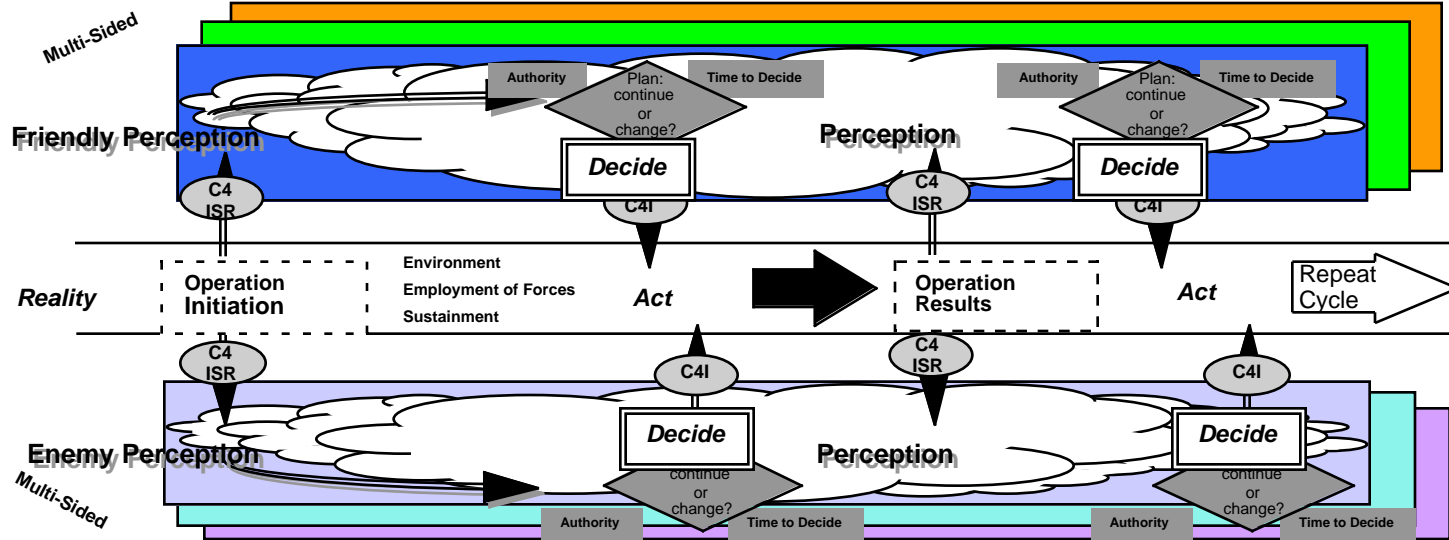 Multi-Sided
Authority
Plan:
continue
or
change?
Time to Decide
Authority
Plan:
continue
or
change?
Time to Decide
Friendly Perception
Perception
Decide
Decide
C4
ISR
C4I
C4
ISR
C4I
Reality
Operation
Initiation
Environment
Employment of Forces
Sustainment
Act
Operation
Results
Act
Repeat
Cycle
C4
ISR
C4I
C4
ISR
C4I
Enemy Perception
Decide
Perception
Decide
continue
or
change?
continue
or
change?
Multi-Sided
Authority
Time to Decide
Authority
Time to Decide